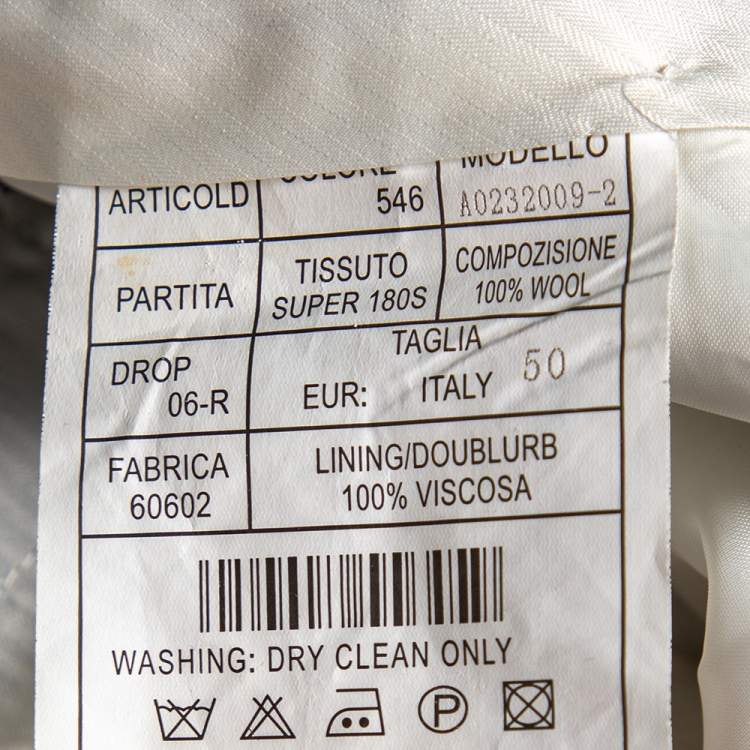 ARTICOLD
COLORE
546
MODELLO
A0232009-2
PARTITA
TISSUTO
SUPER 180S
COMPOZISIONE
100% WOOL
DROP
06-R
TAGLIA
EUR: ITALY 50
FABRICA
60602
LINING/DOUBLURB
100% VISCOSA
WASHING: DRY CLEAN ONLY
P